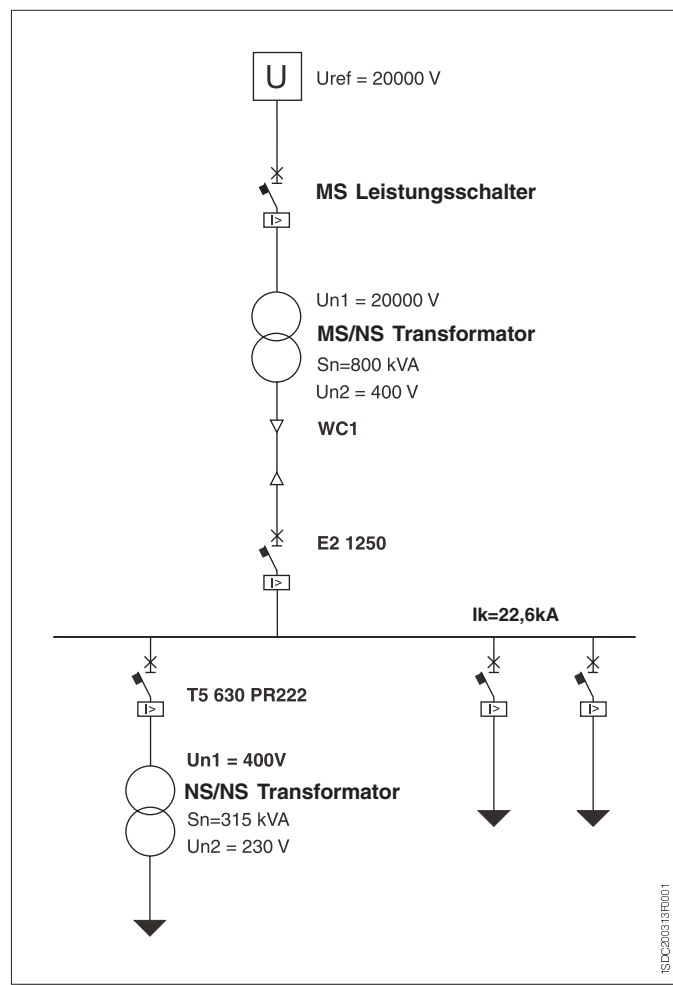 U
Uref = 20000 V
MS Leistungsschalter
I>
Un1 = 20000 V
MS/NS Transformator
Sn=800 kVA
Un2 = 400 V
WC1
E2 1250
I>
Ik=22,6kA
T5 630 PR222
I>
I>
I>
Un1 = 400V
NS/NS Transformator
Sn=315 kVA
Un2 = 230 V
1SDC200313F0001